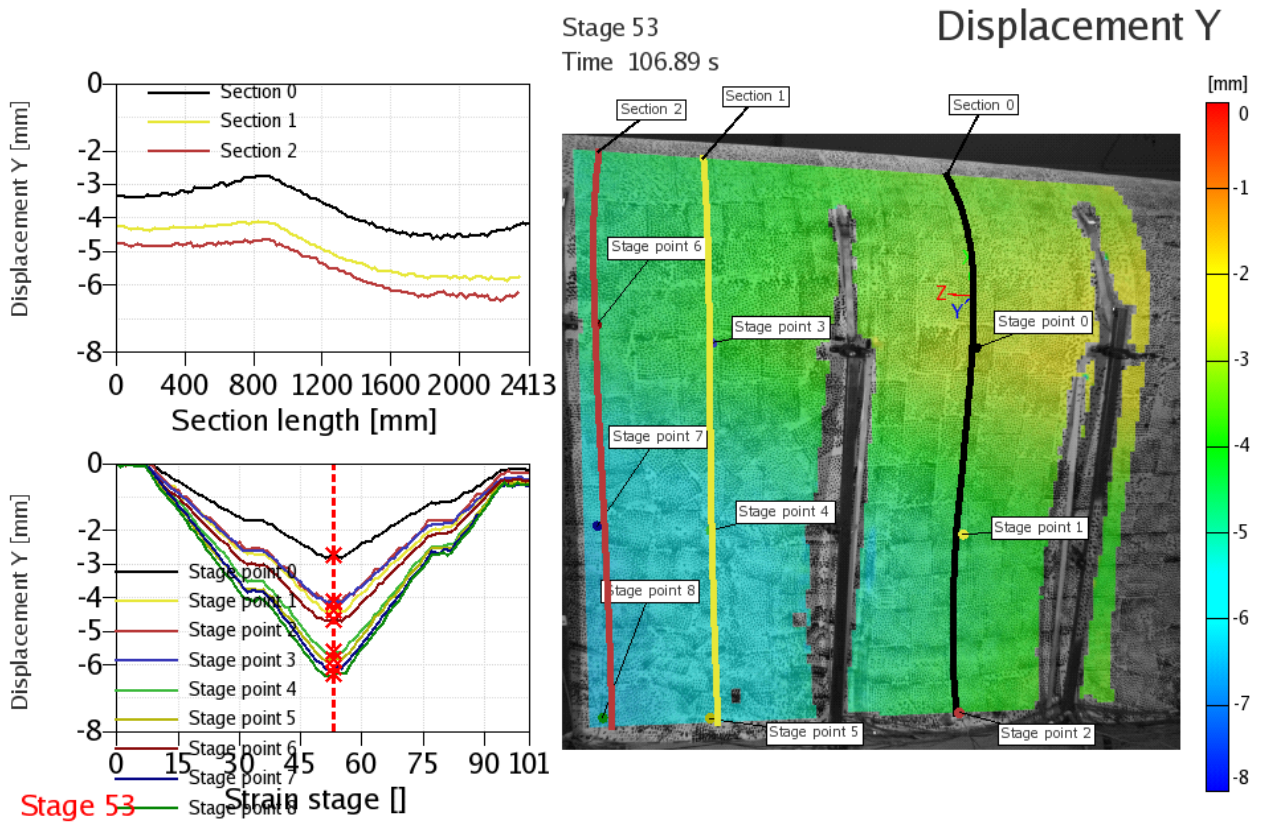 Stage 53
Time 106.89 s
Displacement Y
0
-2
-3
-4
-5
-6
-8
Displacement Y [mm]
Section 0
Section 1
Section 2
0 400 800 1200 1600 2000 2413
Section length [mm]
0
-2
-3
-4
-5
-6
-8
Displacement Y [mm]
Stage point 0
Stage point 1
Stage point 2
Stage point 3
Stage point 4
Stage point 5
Stage point 6
Stage point 7
Stage point 8
0 15 30 45 60 75 90 101
Strain stage []
Stage 53
Section 2
Section 1
Section 0
Stage point 6
Stage point 3
Z
Y
Stage point 0
Stage point 7
Stage point 4
Stage point 1
Stage point 8
Stage point 5
Stage point 2
[mm]
0
-1
-2
-3
-4
-5
-6
-7
-8